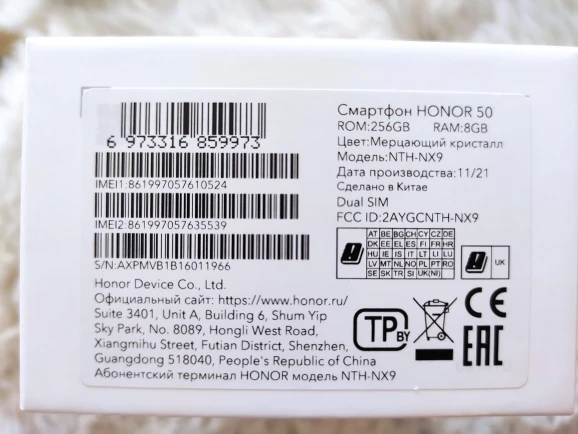 6 973316 859973
IMEI1:861997057610524
IMEI2:861997057635539
S/N:AXPMVB1B16011966
Honor Device Co., Ltd.
Официальный сайт: https://www.honor.ru/
Suite 3401, Unit A, Building 6, Shum Yip
Sky Park, No. 8089, Hongli West Road,
Xiangmihu Street, Futian District, Shenzhen,
Guangdong 518040, People's Republic of China
Абонентский терминал HONOR модель NTH-NX9
Смартфон HONOR 50
ROM:256GB RAM:8GB
Цвет:Мерцающий кристалл
Модель:NTH-NX9
Дата производства:11/21
Сделано в Китае
Dual SIM
FCC ID:2AYGCNTH-NX9
AT BE BG CH CY CZ DE
DK EE EL ES FI FR HR
HU IE IS IT LT LI LU
LV MT NL NO PL PT RO
SE SK TR SI UK(NI)
UK
TP BY
CE
EAC